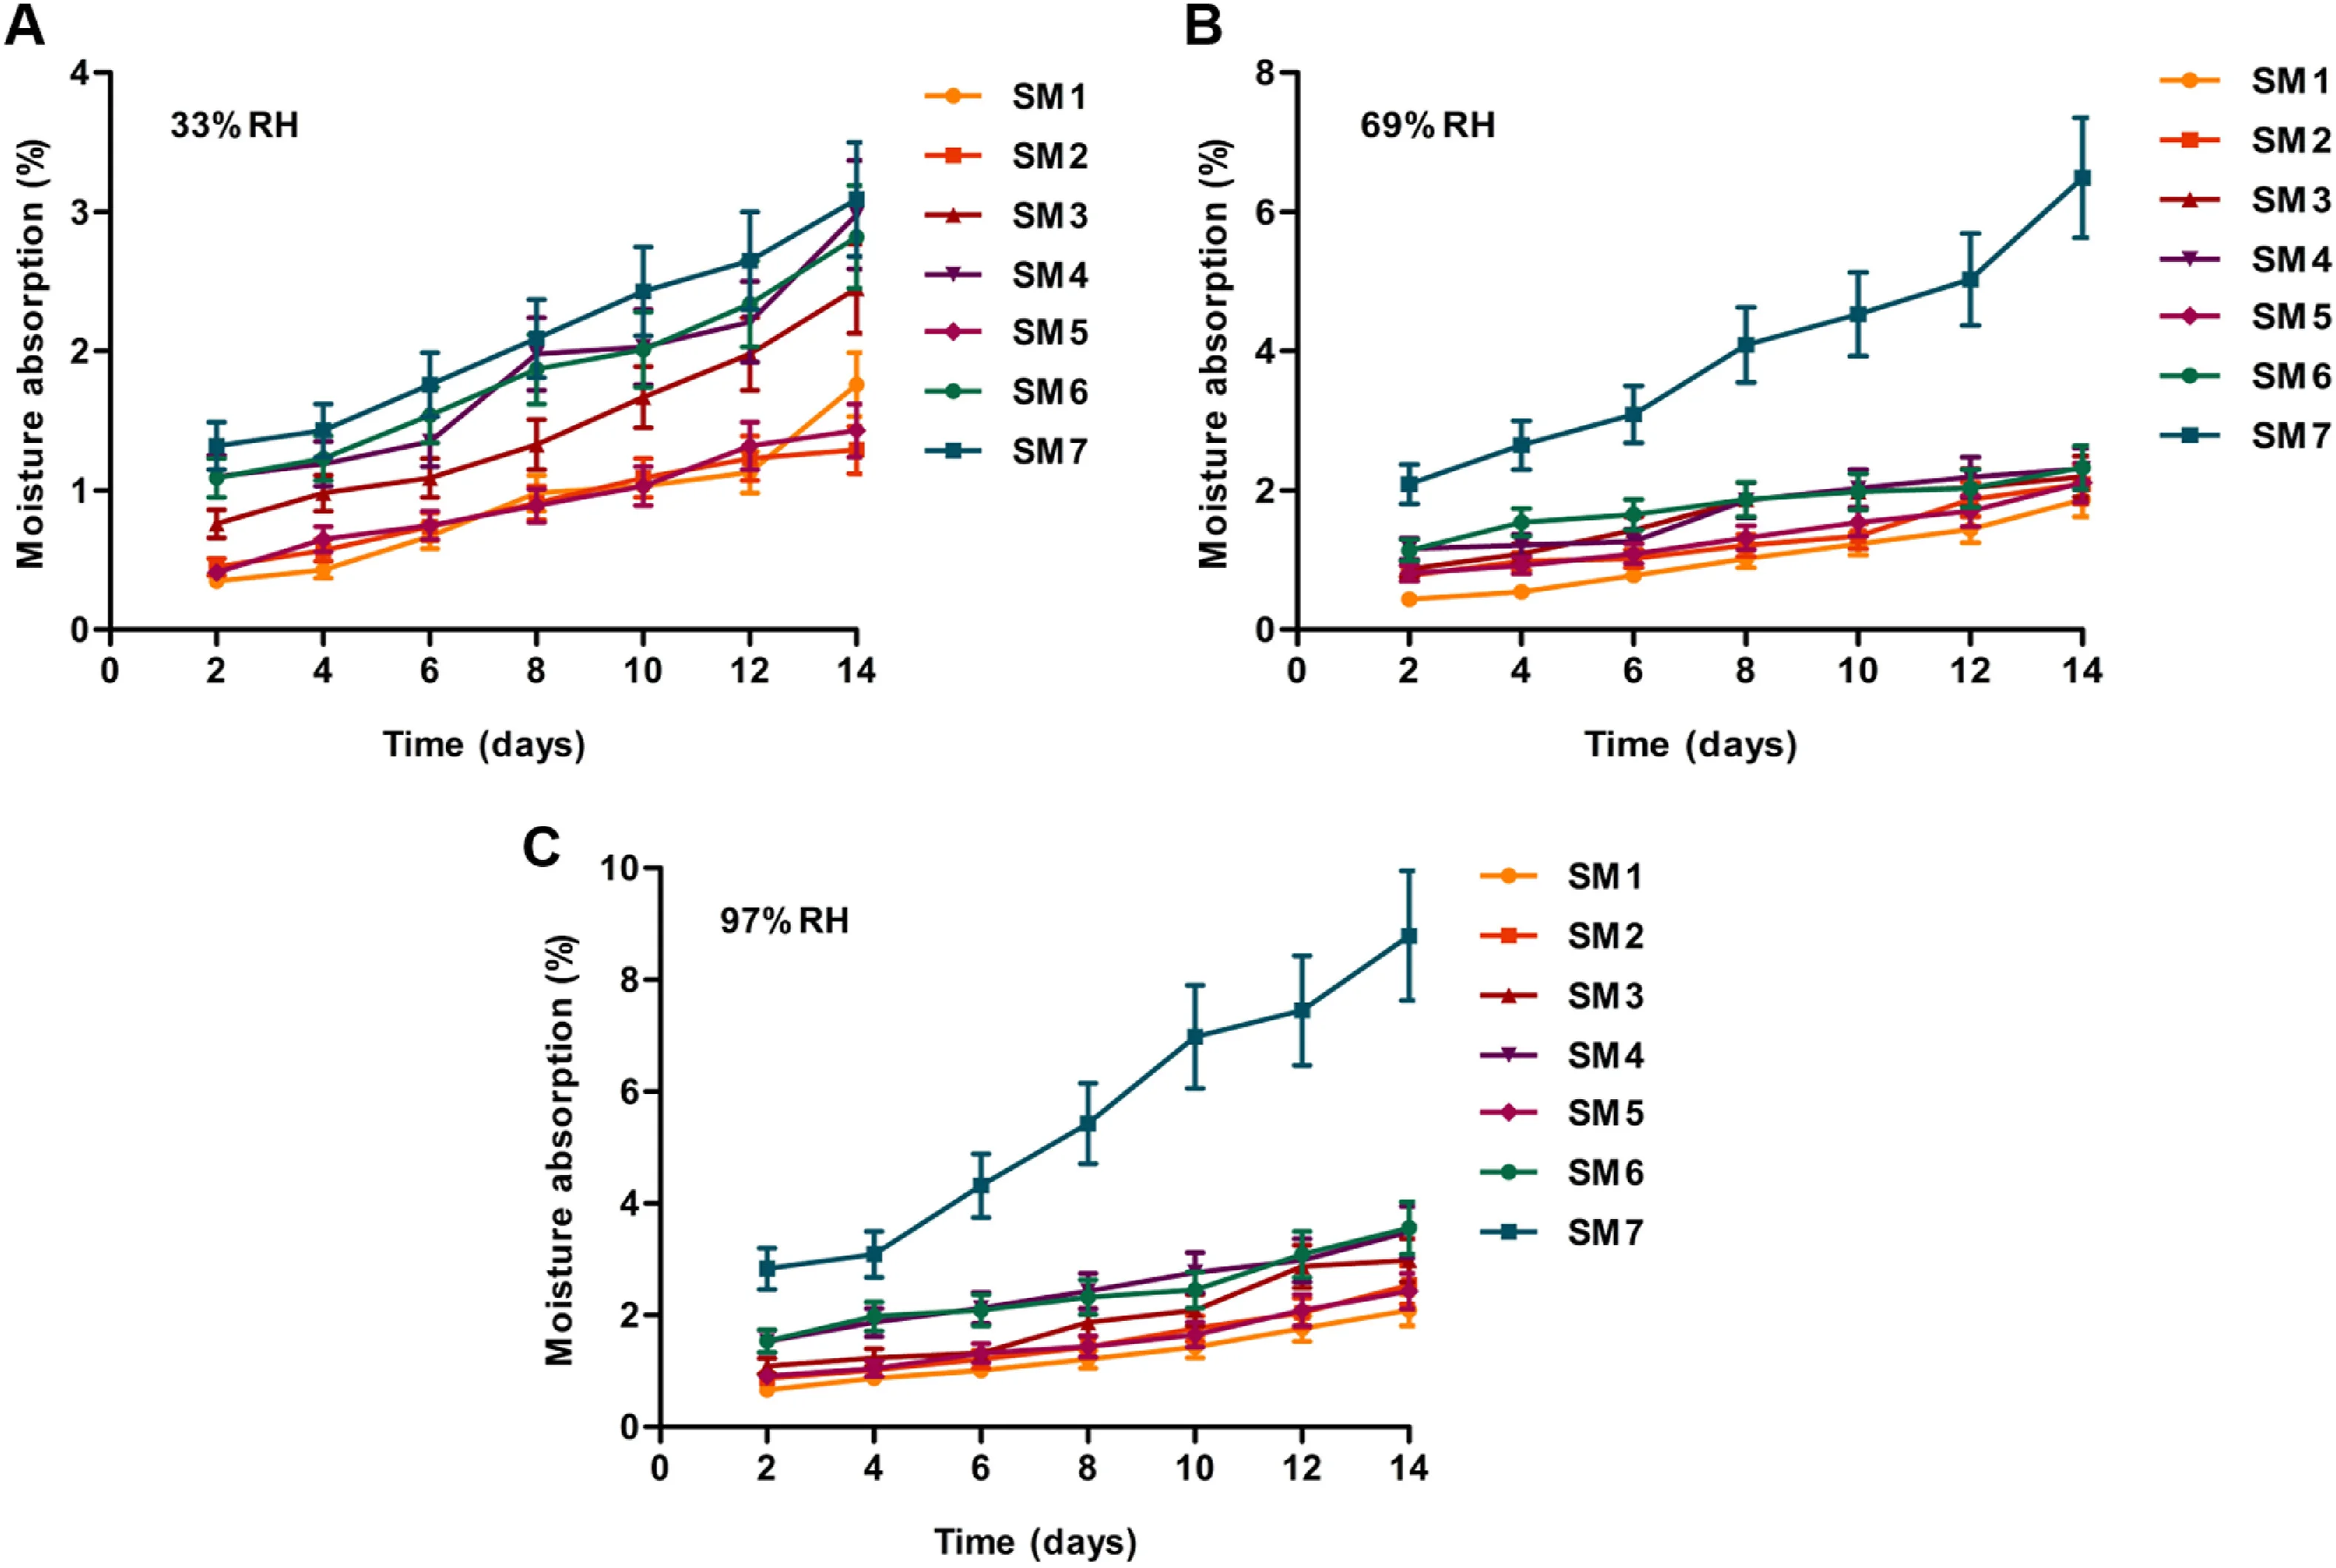 A
Moisture absorption (%)
4
3
2
1
0
33% RH
0 2 4 6 8 10 12 14
Time (days)
SM1
SM2
SM3
SM4
SM5
SM6
SM7
B
Moisture absorption (%)
8
6
4
2
0
69% RH
0 2 4 6 8 10 12 14
Time (days)
SM1
SM2
SM3
SM4
SM5
SM6
SM7
C
Moisture absorption (%)
10
8
6
4
2
0
97% RH
0 2 4 6 8 10 12 14
Time (days)
SM1
SM2
SM3
SM4
SM5
SM6
SM7